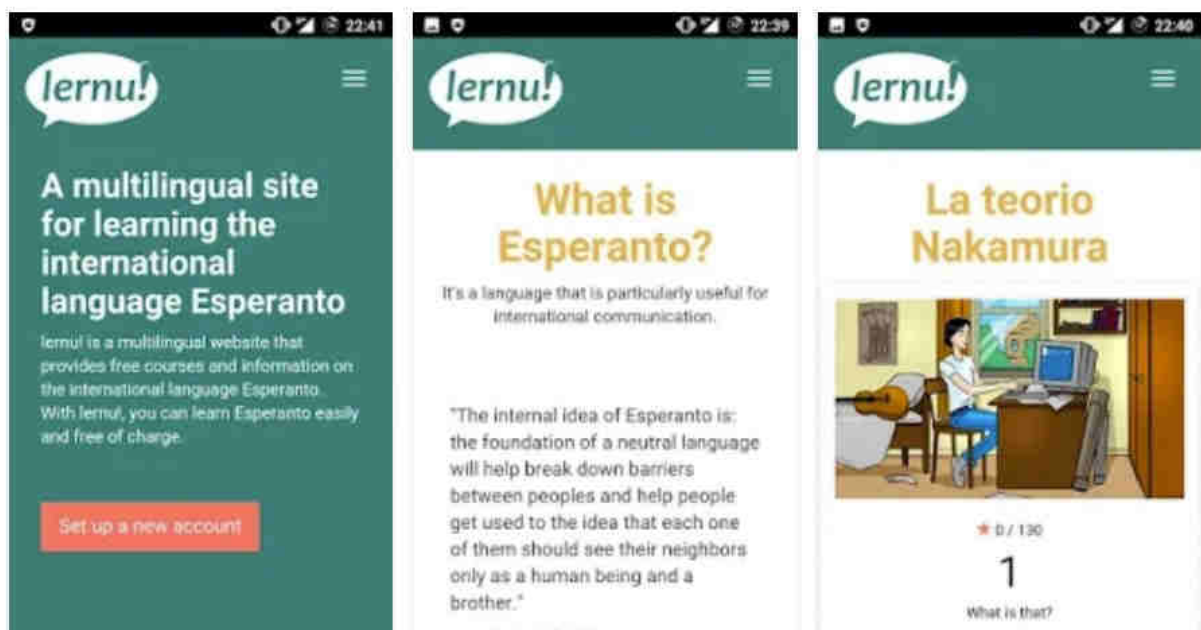 22:41
lernu!
A multilingual site
for learning the
international
language Esperanto
lernu! is a multilingual website that
provides free courses and information on
the international language Esperanto.
With lernu!, you can learn Esperanto easily
and free of charge.
Set up a new account
22:39
lernu!
What is
Esperanto?
It's a language that is particularly useful for
international communication.
"The internal idea of Esperanto is:
the foundation of a neutral language
will help break down barriers
between peoples and help people
get used to the idea that each one
of them should see their neighbors
only as a human being and a
brother."
22:40
lernu!
La teorio
Nakamura
0 / 130
1
What is that?